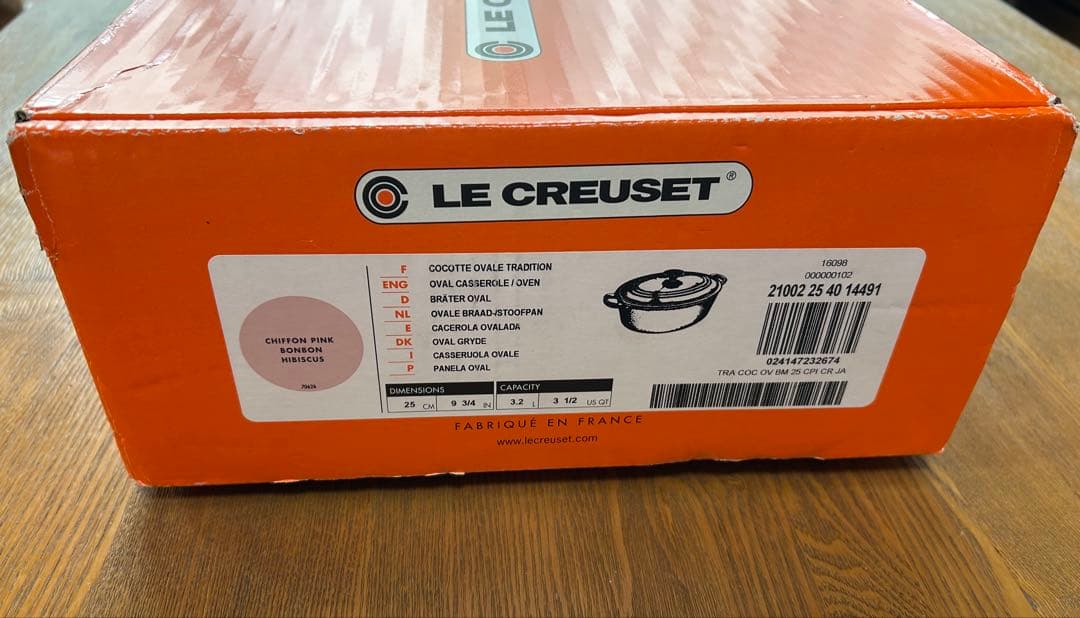 LE C
LE CREUSET®
CHIFFON PINK
BONBON
HIBISCUS
F COCOTTE OVALE TRADITION
ENG OVAL CASSEROLE / OVEN
D BRÄTER OVAL
NL OVALE BRAAD-/STOOFPAN
E CACEROLA OVALADA
DK OVAL GRYDE
I CASSERUOLA OVALE
P PANELA OVAL
DIMENSIONS CAPACITY
25 CM 9 3/4 IN 3.2 L 3 1/2 US QT
16098
000000102
21002 25 40 14491
024147232674
TRA COC OV BM 25 CPI CR JA
FABRIQUÉ EN FRANCE
www.lecreuset.com